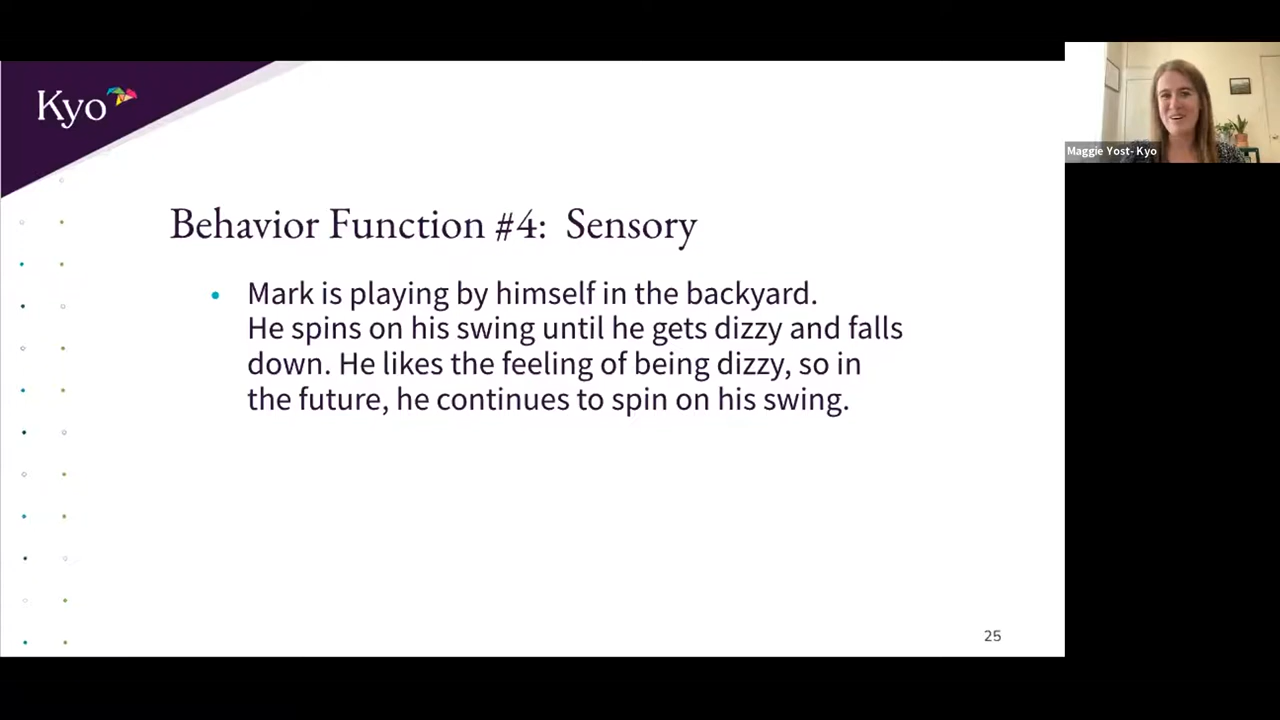 Kyo
Maggie Yost- Kyo
Behavior Function #4:  Sensory
• Mark is playing by himself in the backyard.
He spins on his swing until he gets dizzy and falls
down. He likes the feeling of being dizzy, so in
the future, he continues to spin on his swing.
25